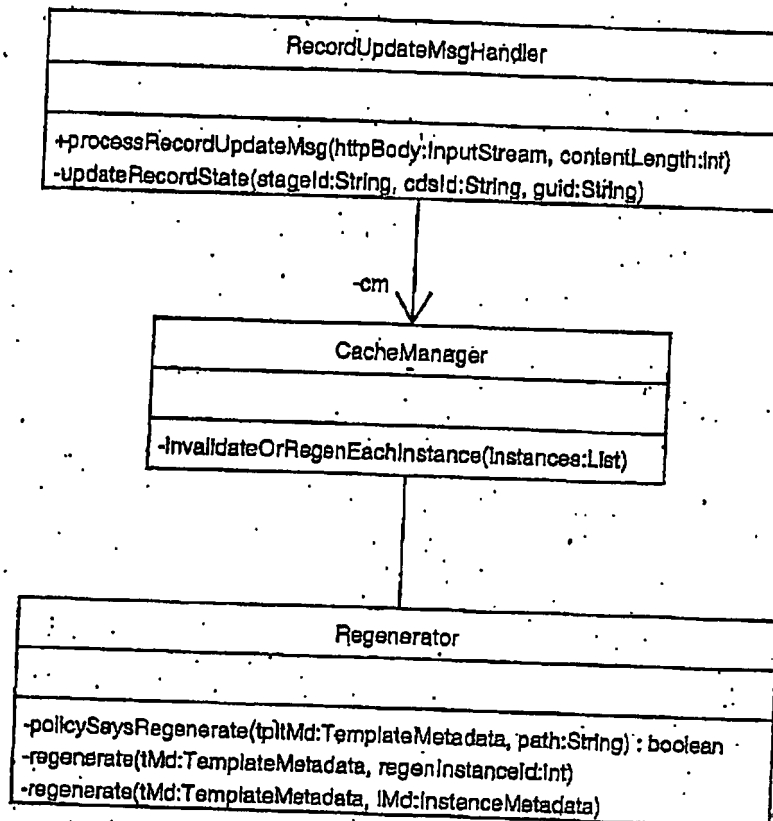 RecordUpdateMsgHandler
+processRecordUpdateMsg(httpBody:InputStream, contentLength:int)
-updateRecordState(stageId:String, cdsId:String, guid:String)
-cm
CacheManager
-invalidateOrRegenEachInstance(instances:List)
Regenerator
-policySaysRegenerate(tpltMd:TemplateMetadata, path:String) : boolean
-regenerate(tMd:TemplateMetadata, regenInstanceId:int)
-regenerate(tMd:TemplateMetadata, iMd:InstanceMetadata)